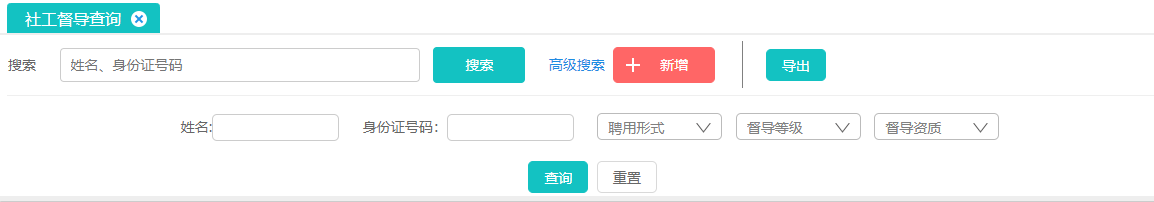 社工督导查询
搜索 姓名、身份证号码 搜索 高级搜索 新增 导出
姓名: 身份证号码: 聘用形式 督导等级 督导资质
查询 重置